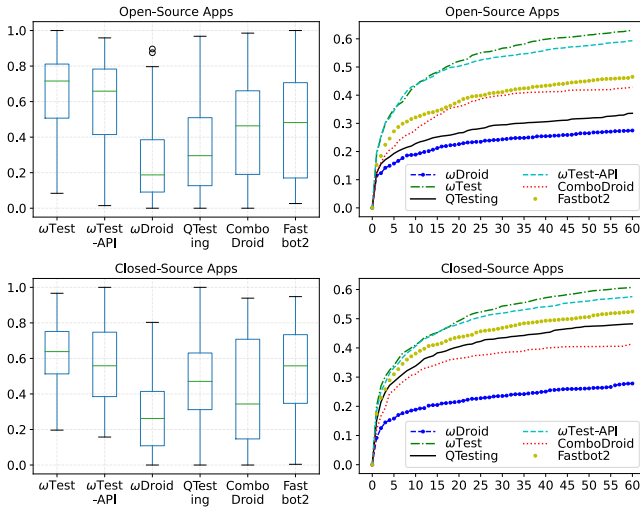 Open-Source Apps
1.0
0.8
0.6
0.4
0.2
0.0
ωTest
ωTest
-API
ωDroid
QTest
ing
Combo
Droid
Fast
bot2
Open-Source Apps
0.6
0.5
0.4
0.3
0.2
0.1
0.0
ωDroid
ωTest
QTesting
ωTest-API
ComboDroid
Fastbot2
0 5 10 15 20 25 30 35 40 45 50 55 60
Closed-Source Apps
1.0
0.8
0.6
0.4
0.2
0.0
ωTest
ωTest
-API
ωDroid
QTest
ing
Combo
Droid
Fast
bot2
Closed-Source Apps
0.6
0.5
0.4
0.3
0.2
0.1
0.0
ωDroid
ωTest
QTesting
ωTest-API
ComboDroid
Fastbot2
0 5 10 15 20 25 30 35 40 45 50 55 60